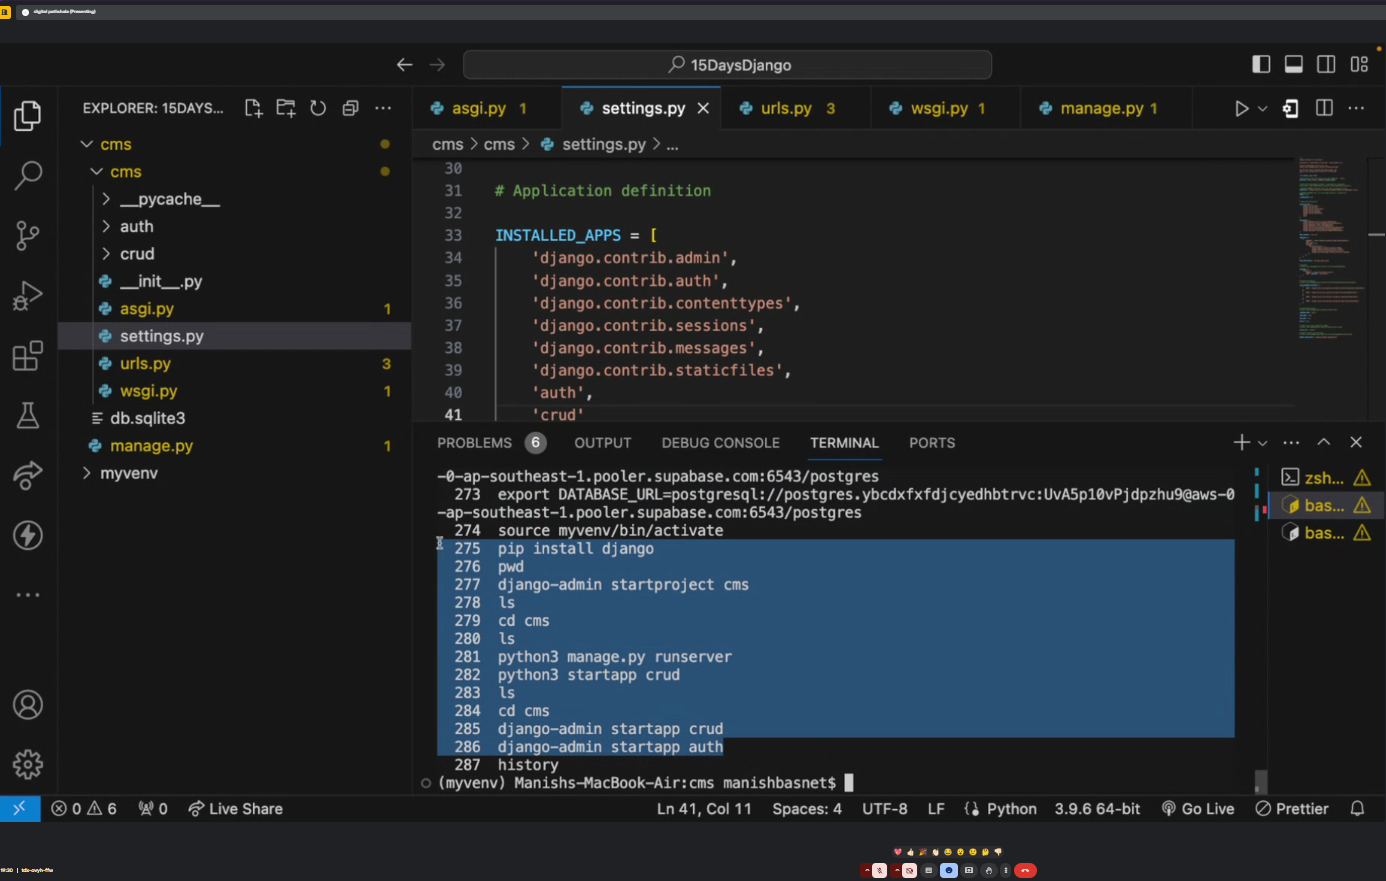 digital pathshala (Presenting)
15DaysDjango
EXPLORER: 15DAYS...
cms
cms
__pycache__
auth
crud
__init__.py
asgi.py 1
settings.py
urls.py 3
wsgi.py 1
db.sqlite3
manage.py 1
myvenv
asgi.py 1
settings.py
urls.py 3
wsgi.py 1
manage.py 1
cms > cms > settings.py > ...
30
31 # Application definition
32
33 INSTALLED_APPS = [
34 'django.contrib.admin',
35 'django.contrib.auth',
36 'django.contrib.contenttypes',
37 'django.contrib.sessions',
38 'django.contrib.messages',
39 'django.contrib.staticfiles',
40 'auth',
41 'crud'
PROBLEMS 6 OUTPUT DEBUG CONSOLE TERMINAL PORTS
-0-ap-southeast-1.pooler.supabase.com:6543/postgres
273 export DATABASE_URL=postgresql://postgres.ybcdxfxfdjcyedhbtrvc:UvA5p10vPjdpzhu9@aws-0
-ap-southeast-1.pooler.supabase.com:6543/postgres
274 source myvenv/bin/activate
275 pip install django
276 pwd
277 django-admin startproject cms
278 ls
279 cd cms
280 ls
281 python3 manage.py runserver
282 python3 startapp crud
283 ls
284 cd cms
285 django-admin startapp crud
286 django-admin startapp auth
287 history
(myvenv) Manishs-MacBook-Air:cms manishbasnet$
zsh...
bas...
bas...
0 6 0 Live Share Ln 41, Col 11 Spaces: 4 UTF-8 LF Python 3.9.6 64-bit Go Live Prettier